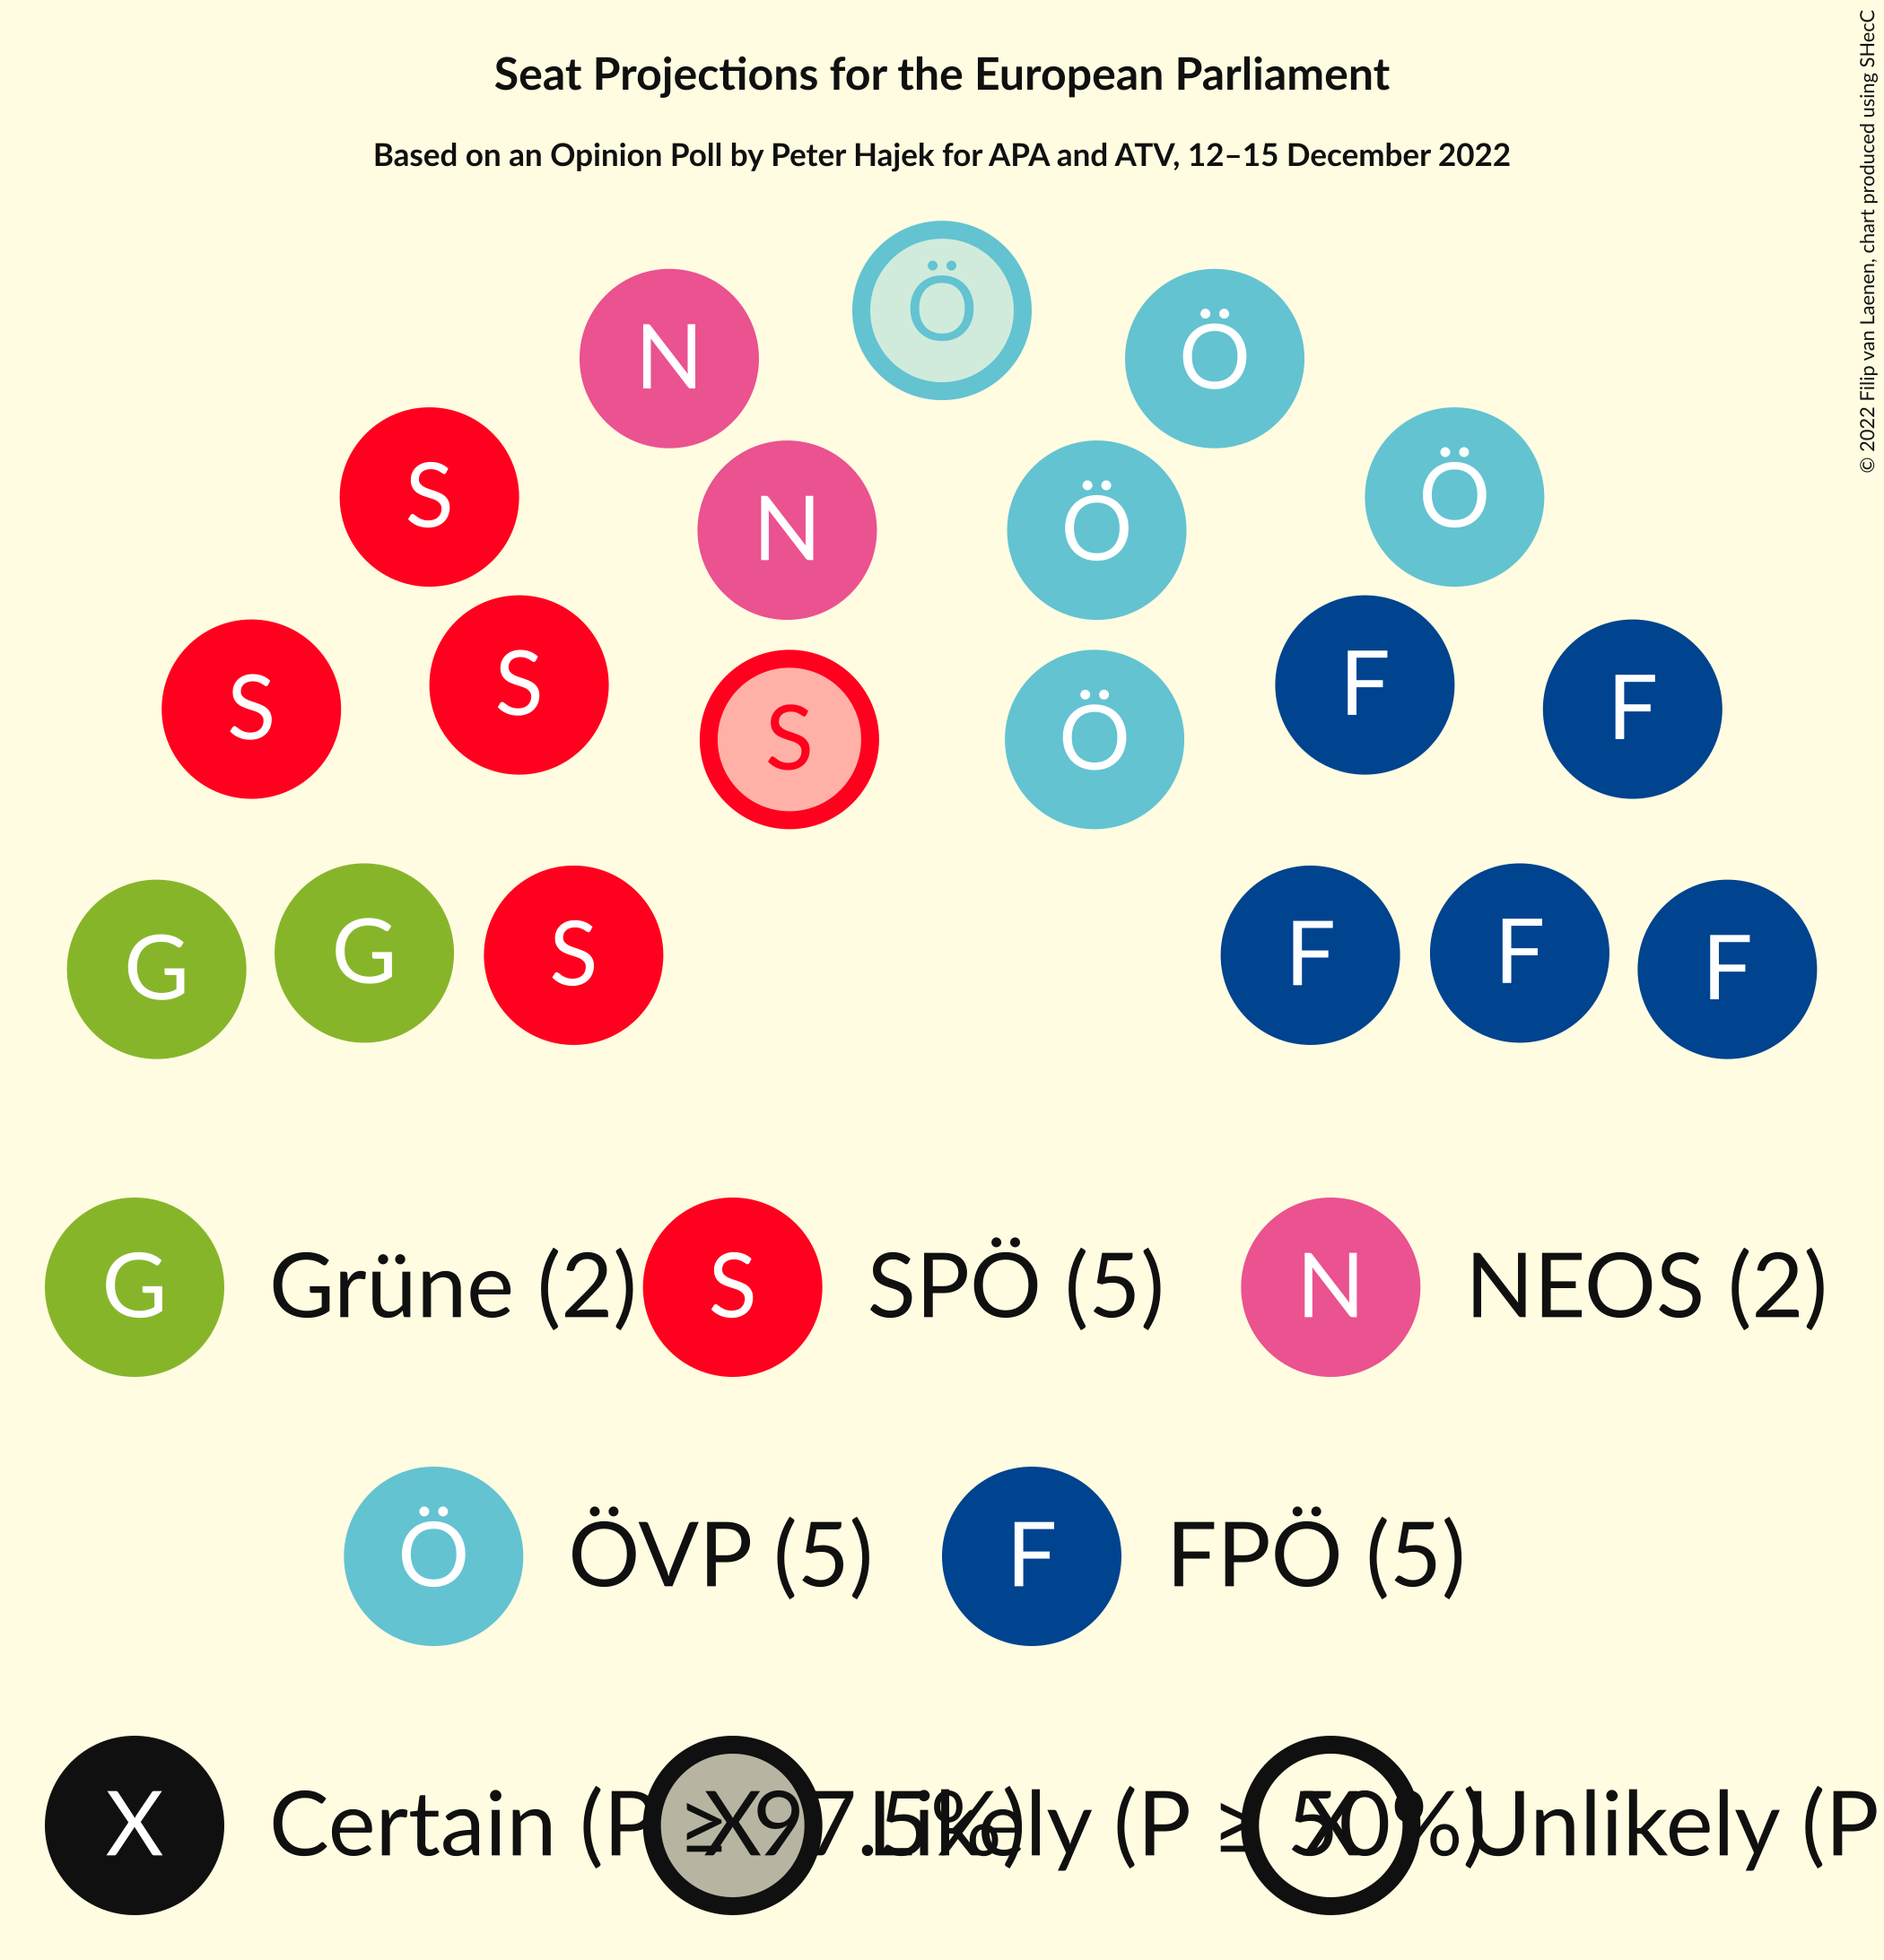 Seat Projections for the European Parliament
Based on an Opinion Poll by Peter Hajek for APA and ATV, 12–15 December 2022
© 2022 Filip van Laenen, chart produced using SHecC
Ö
N Ö
S Ö
N Ö
S S F F
S Ö
G G S F F F
G Grüne (2) S SPÖ (5) N NEOS (2)
Ö ÖVP (5) F FPÖ (5)
X Certain (P ≥ 97.5%) X Likely (P ≥ 50%) X Unlikely (P